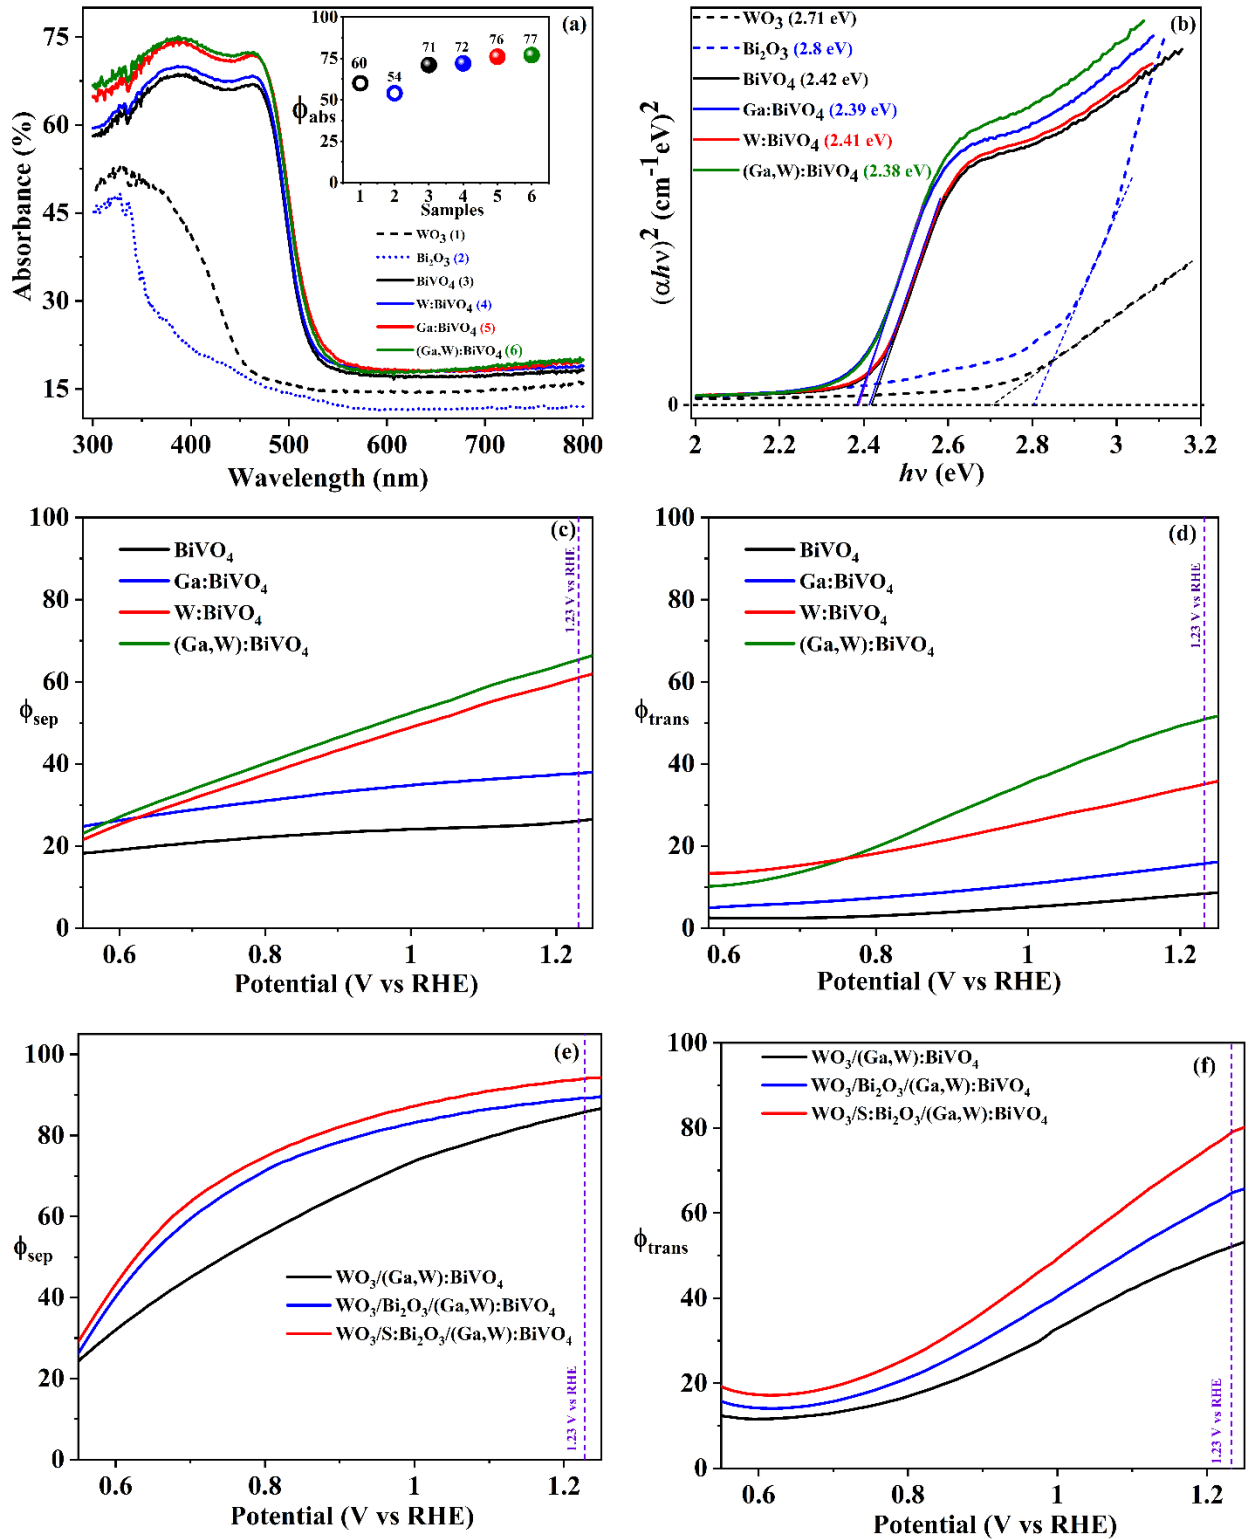 (a)
Absorbance (%)
75
60
45
30
15
300 400 500 600 700 800
Wavelength (nm)
ϕabs
100
75
50
25
0
60 54 71 72 76 77
1 2 3 4 5 6
Samples
WO₃ (1)
Bi₂O₃ (2)
BiVO₄ (3)
W:BiVO₄ (4)
Ga:BiVO₄ (5)
(Ga,W):BiVO₄ (6)
(b)
WO₃ (2.71 eV)
Bi₂O₃ (2.8 eV)
BiVO₄ (2.42 eV)
Ga:BiVO₄ (2.39 eV)
W:BiVO₄ (2.41 eV)
(Ga,W):BiVO₄ (2.38 eV)
(αhν)² (cm⁻¹eV)²
0
2 2.2 2.4 2.6 2.8 3 3.2
hν (eV)
(c)
BiVO₄
Ga:BiVO₄
W:BiVO₄
(Ga,W):BiVO₄
1.23 V vs RHE
ϕsep
100
80
60
40
20
0
0.6 0.8 1 1.2
Potential (V vs RHE)
(d)
BiVO₄
Ga:BiVO₄
W:BiVO₄
(Ga,W):BiVO₄
1.23 V vs RHE
ϕtrans
100
80
60
40
20
0
0.6 0.8 1 1.2
Potential (V vs RHE)
(e)
ϕsep
100
80
60
40
20
0
WO₃/(Ga,W):BiVO₄
WO₃/Bi₂O₃/(Ga,W):BiVO₄
WO₃/S:Bi₂O₃/(Ga,W):BiVO₄
1.23 V vs RHE
0.6 0.8 1 1.2
Potential (V vs RHE)
(f)
WO₃/(Ga,W):BiVO₄
WO₃/Bi₂O₃/(Ga,W):BiVO₄
WO₃/S:Bi₂O₃/(Ga,W):BiVO₄
ϕtrans
100
80
60
40
20
0
1.23 V vs RHE
0.6 0.8 1 1.2
Potential (V vs RHE)